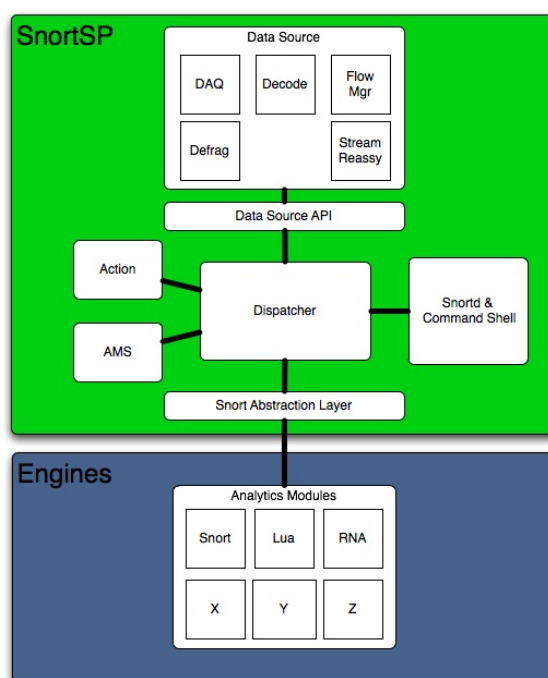 SnortSP
Data Source
DAQ
Decode
Flow
Mgr
Defrag
Stream
Reassy
Data Source API
Action
Dispatcher
Snortd &
Command Shell
AMS
Snort Abstraction Layer
Engines
Analytics Modules
Snort
Lua
RNA
X
Y
Z